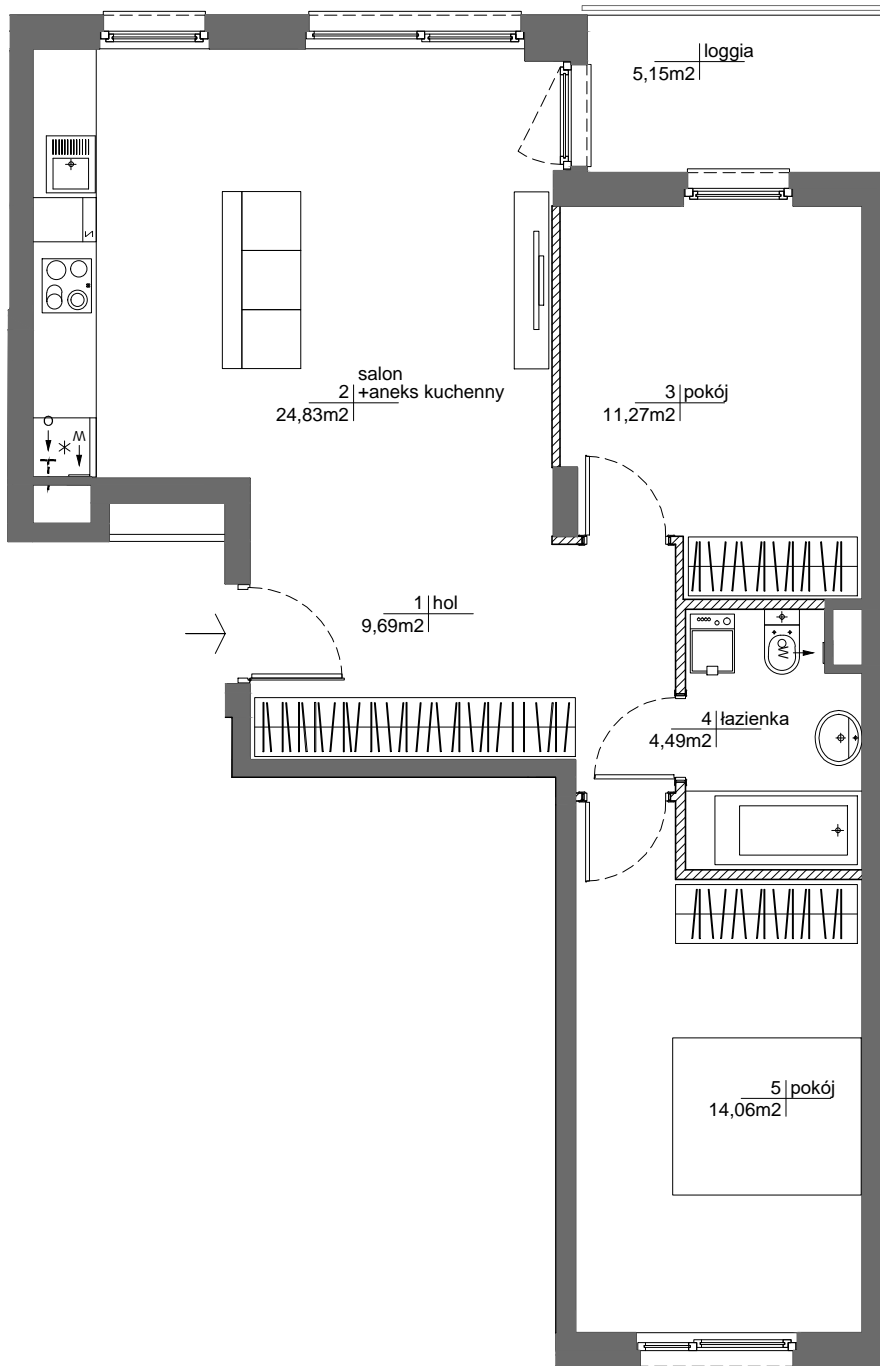 loggia
5,15m2
salon
2 +aneks kuchenny
24,83m2
3 pokój
11,27m2
1 hol
9,69m2
4 łazienka
4,49m2
5 pokój
14,06m2